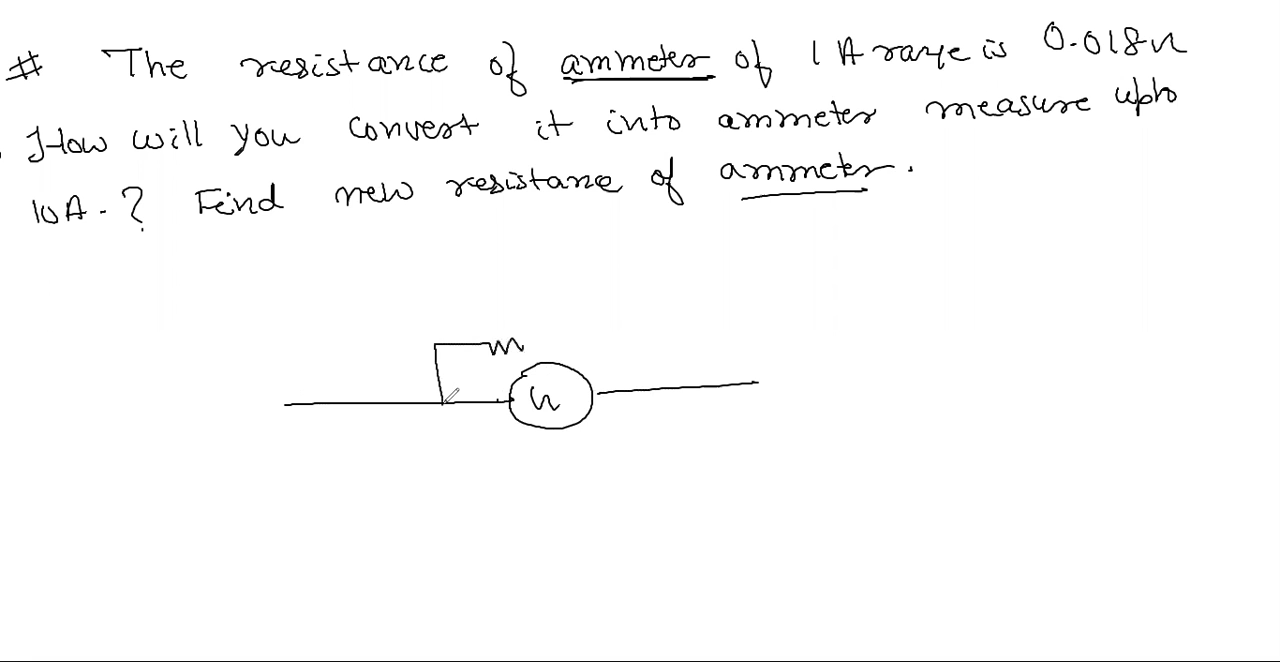 # The resistance of ammeter of 1 A range is 0.018Ω
How will you convert it into ammeter measure upto
10A.? Find new resistance of ammeter.